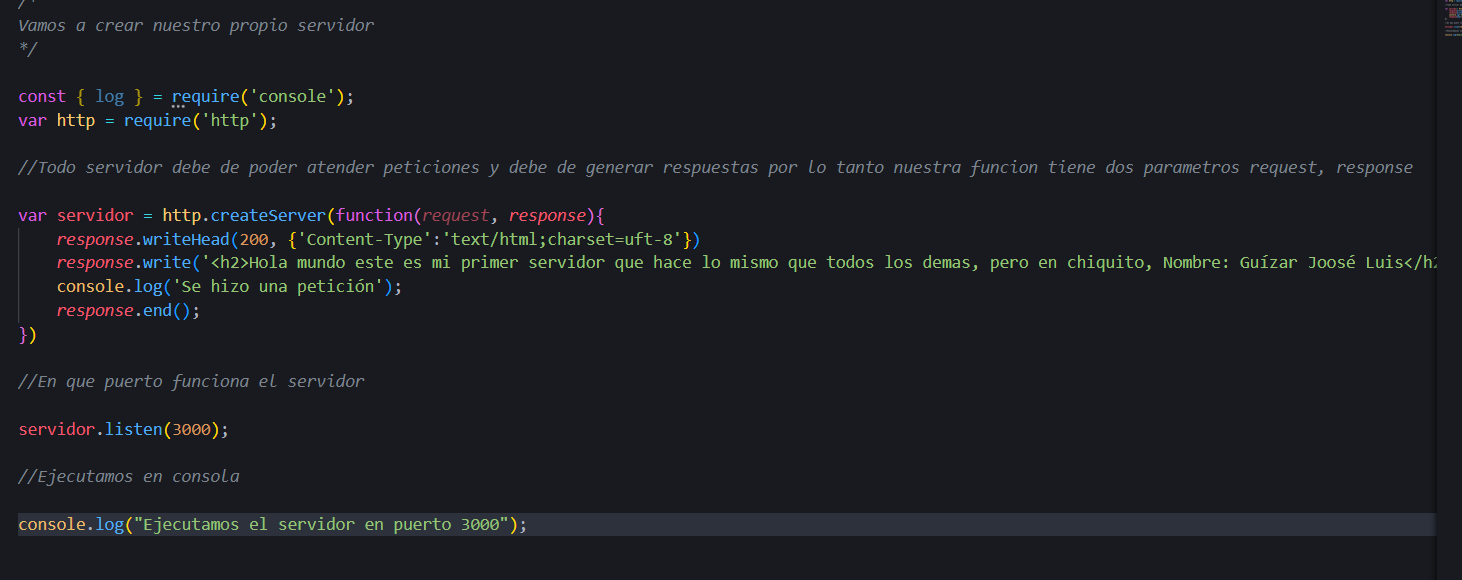 /*
Vamos a crear nuestro propio servidor
*/
const { log } = require('console');
var http = require('http');
//Todo servidor debe de poder atender peticiones y debe de generar respuestas por lo tanto nuestra funcion tiene dos parametros request, response
var servidor = http.createServer(function(request, response){
response.writeHead(200, {'Content-Type':'text/html;charset=uft-8'})
response.write('<h2>Hola mundo este es mi primer servidor que hace lo mismo que todos los demas, pero en chiquito, Nombre: Guízar Joosé Luis</h2
console.log('Se hizo una petición');
response.end();
})
//En que puerto funciona el servidor
servidor.listen(3000);
//Ejecutamos en consola
console.log("Ejecutamos el servidor en puerto 3000");